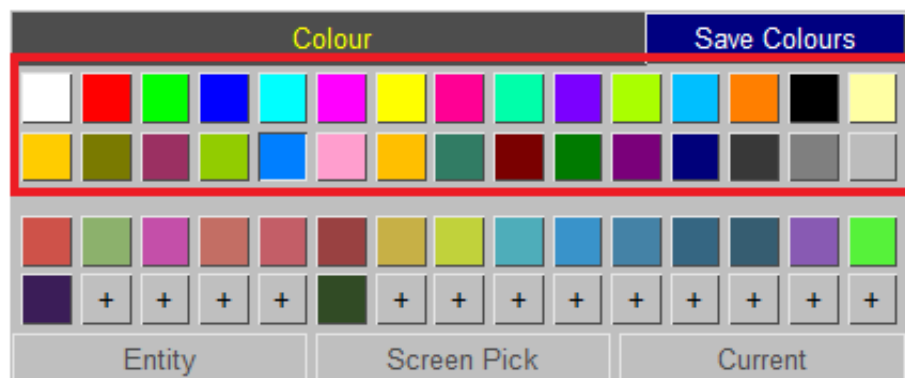 Colour Save Colours
+ + + + + + + + + + + + +
Entity Screen Pick Current